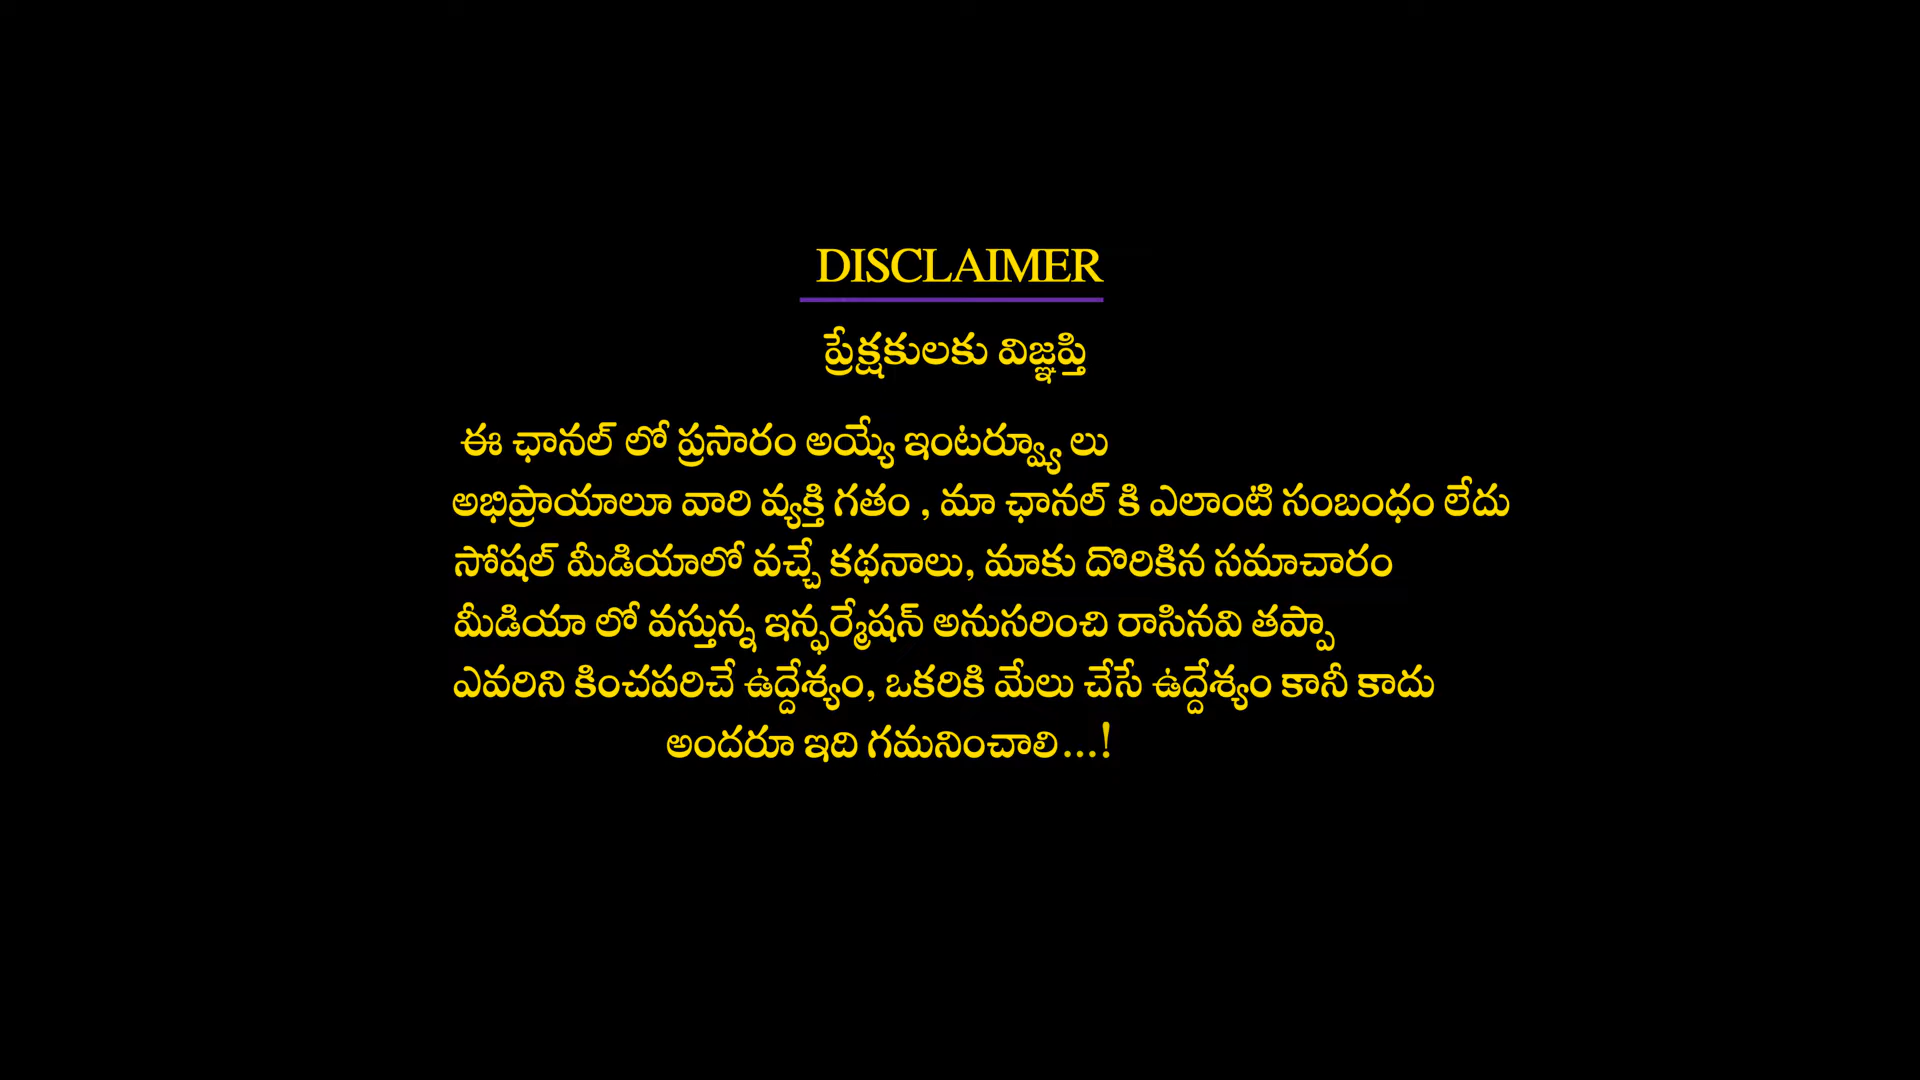 DISCLAIMER
ప్రేక్షకులకు విజ్ఞప్తి
ఈ ఛానల్ లో ప్రసారం అయ్యే ఇంటర్వ్యూ లు
అభిప్రాయాలూ వారి వ్యక్తి గతం , మా ఛానల్ కి ఎలాంటి సంబంధం లేదు
సోషల్ మీడియాలో వచ్చే కథనాలు, మాకు దొరికిన సమాచారం
మీడియా లో వస్తున్న ఇన్ఫర్మేషన్ అనుసరించి రాసినవి తప్పా
ఎవరిని కించపరిచే ఉద్దేశ్యం, ఒకరికి మేలు చేసే ఉద్దేశ్యం కానీ కాదు
అందరూ ఇది గమనించాలి...!